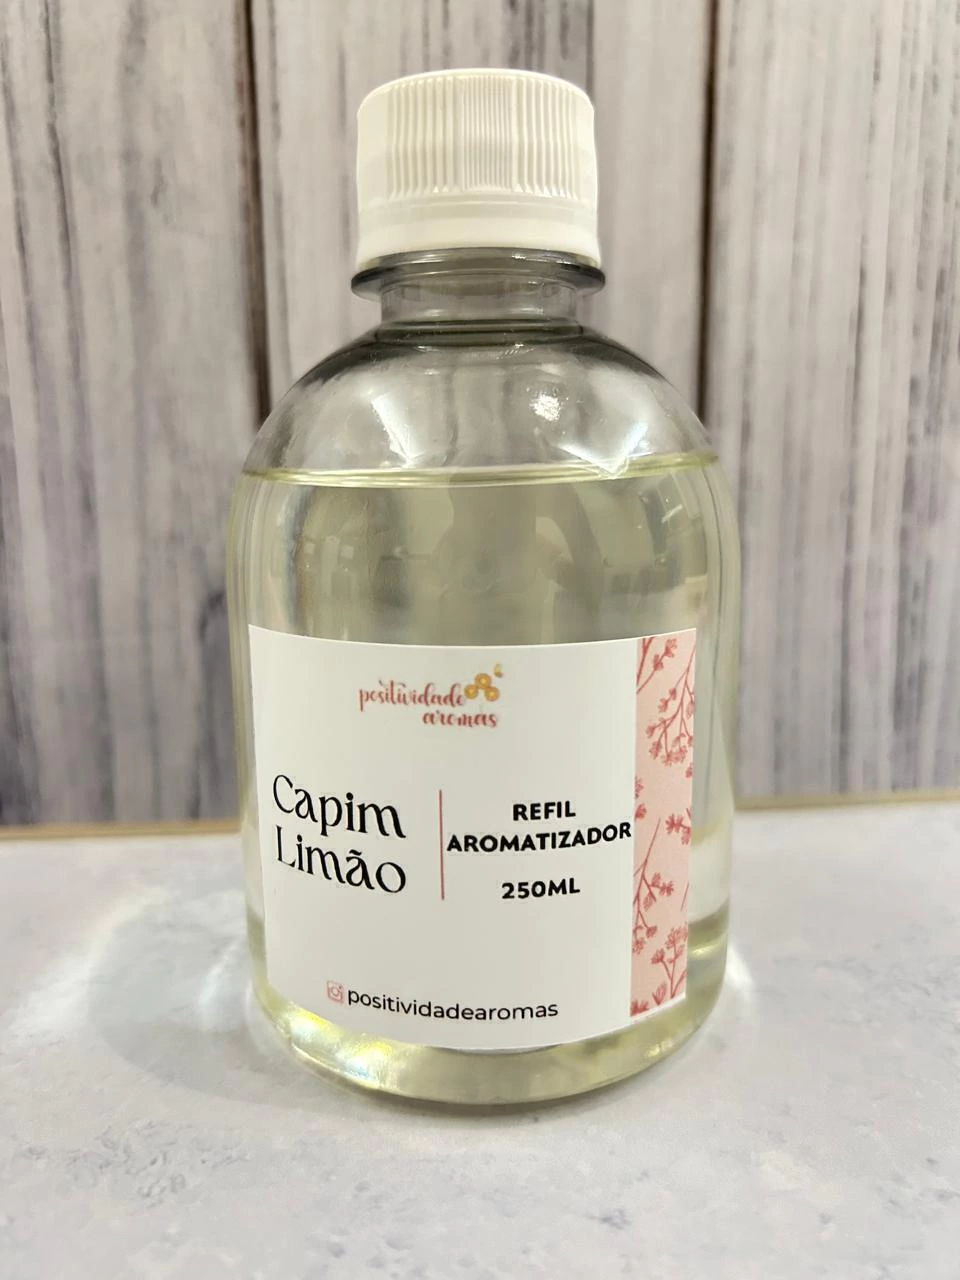 positividade
aromas
Capim
Limão
REFIL
AROMATIZADOR
250ML
positividadearomas